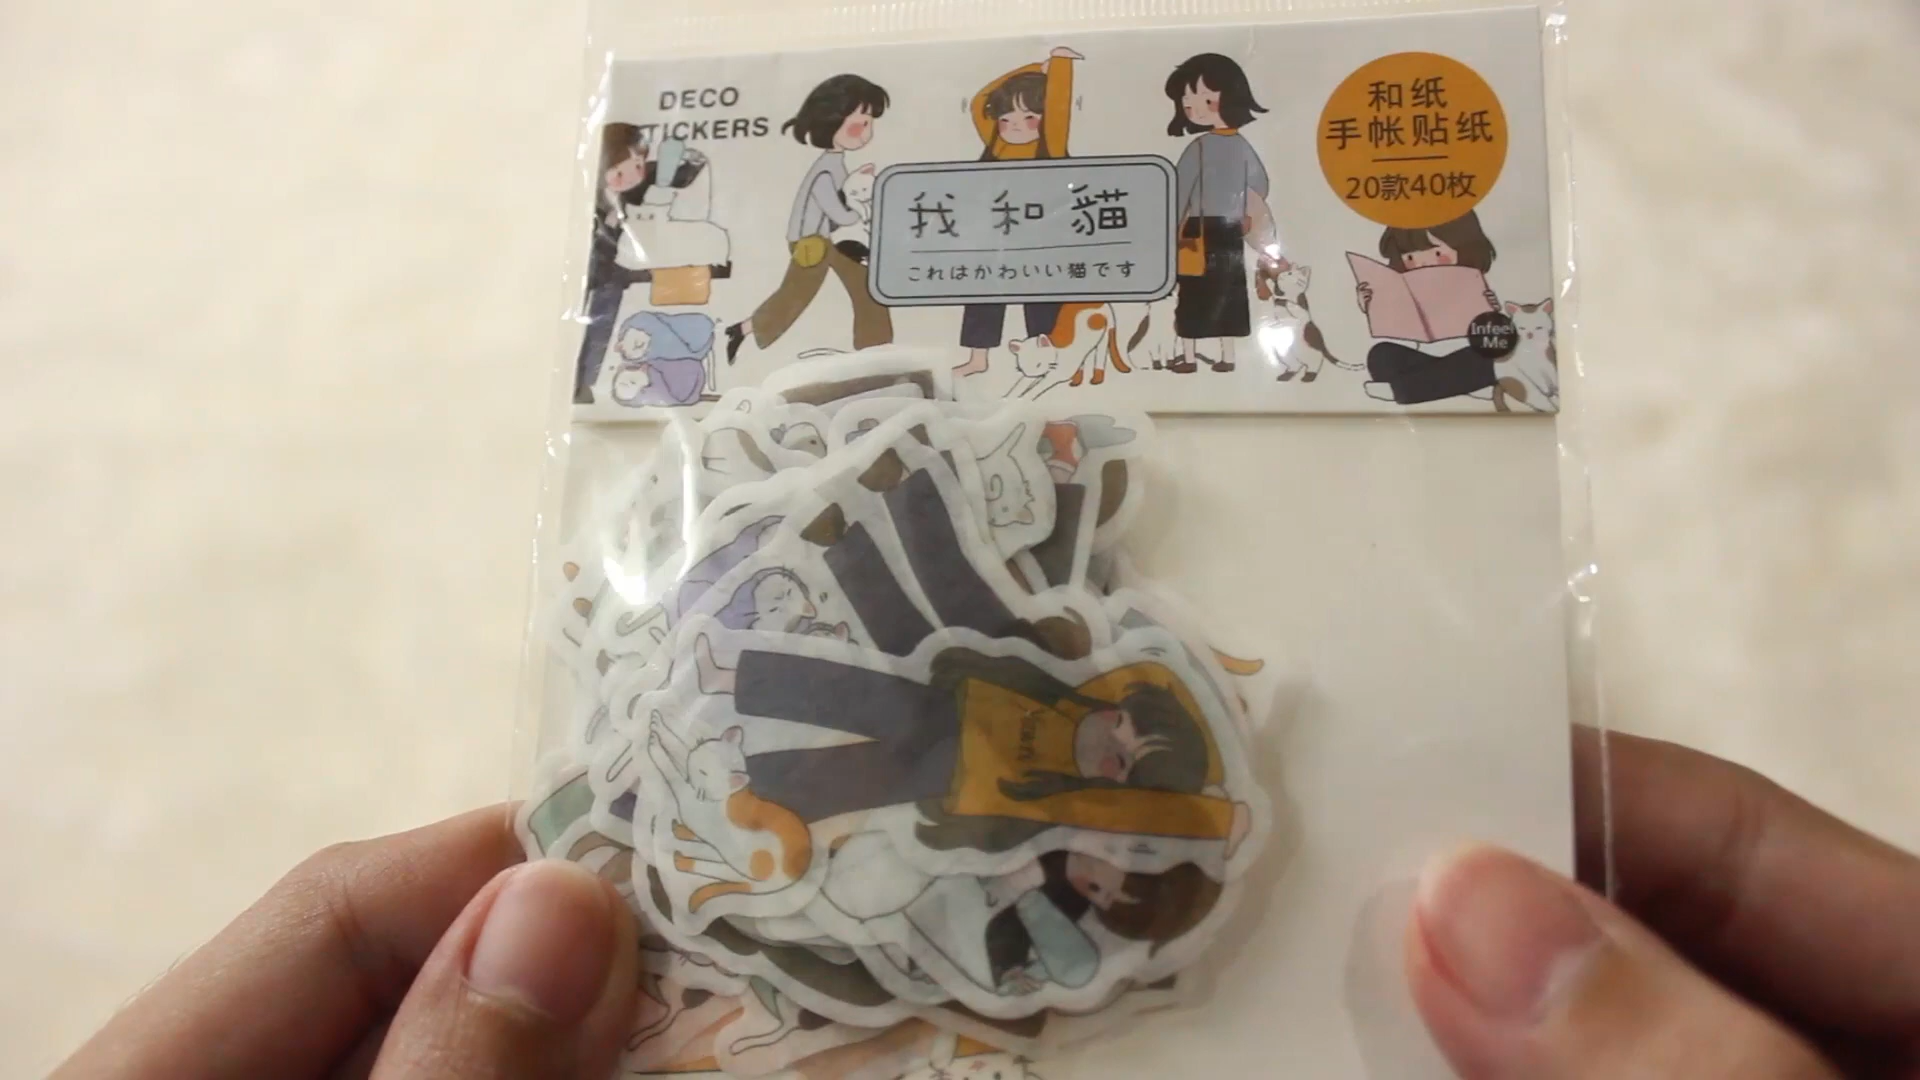 DECO
STICKERS
我和貓
これはかわいい猫です
和纸
手帐贴纸
20款40枚
Infeel
Me